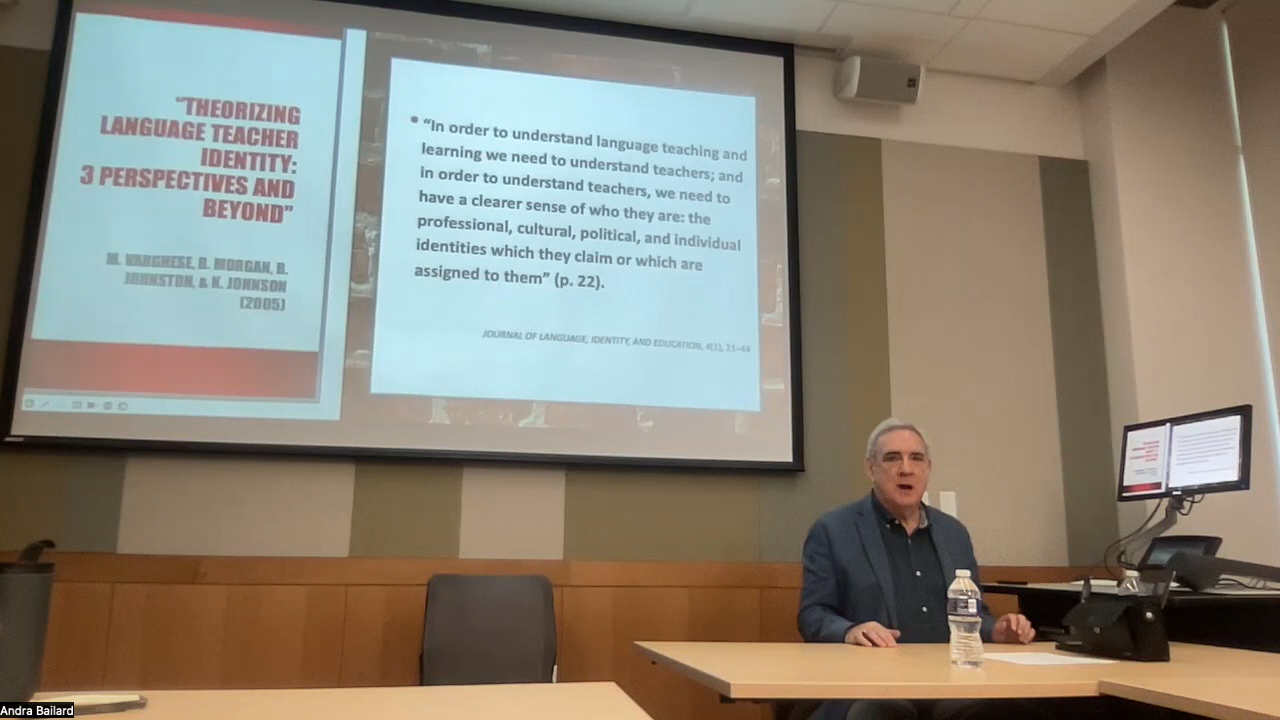 “THEORIZING
LANGUAGE TEACHER
IDENTITY:
3 PERSPECTIVES AND
BEYOND”
M. VARGHESE, B. MORGAN, B.
JOHNSTON, & K. JOHNSON
(2005)
• “In order to understand language teaching and
learning we need to understand teachers; and
in order to understand teachers, we need to
have a clearer sense of who they are: the
professional, cultural, political, and individual
identities which they claim or which are
assigned to them” (p. 22).
JOURNAL OF LANGUAGE, IDENTITY, AND EDUCATION, 4(1), 21–44
Andra Bailard